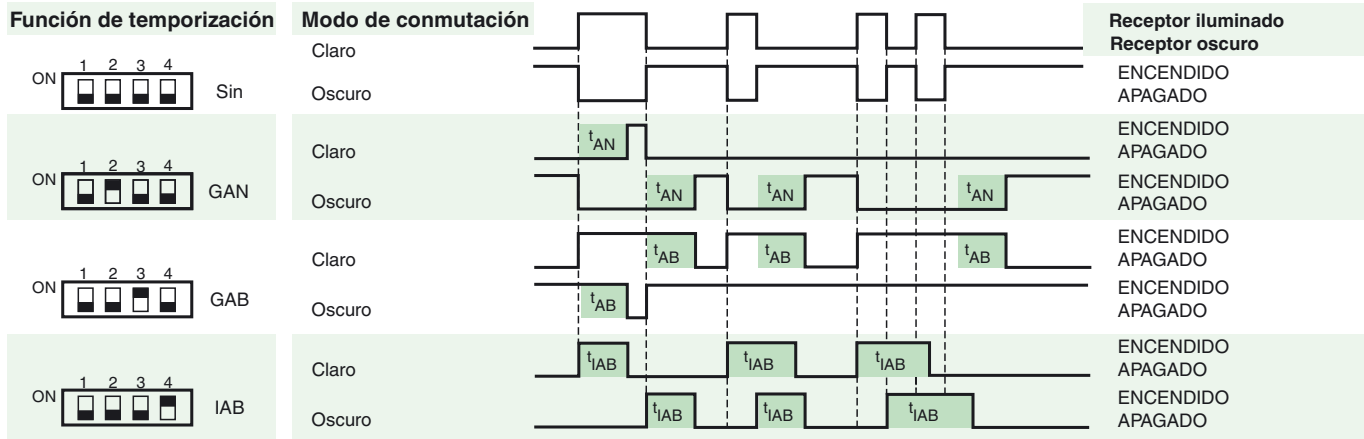 Función de temporización
Modo de conmutación
Receptor iluminado
Receptor oscuro
Claro
ON
1 2 3 4
Sin
Oscuro
ENCENDIDO
APAGADO
ON
1 2 3 4
GAN
Claro
tAN
ENCENDIDO
APAGADO
Oscuro
tAN tAN tAN
ENCENDIDO
APAGADO
ON
1 2 3 4
GAB
Claro
tAB tAB tAB
ENCENDIDO
APAGADO
Oscuro
tAB
ENCENDIDO
APAGADO
ON
1 2 3 4
IAB
Claro
tIAB tIAB tIAB
ENCENDIDO
APAGADO
Oscuro
tIAB tIAB tIAB
ENCENDIDO
APAGADO